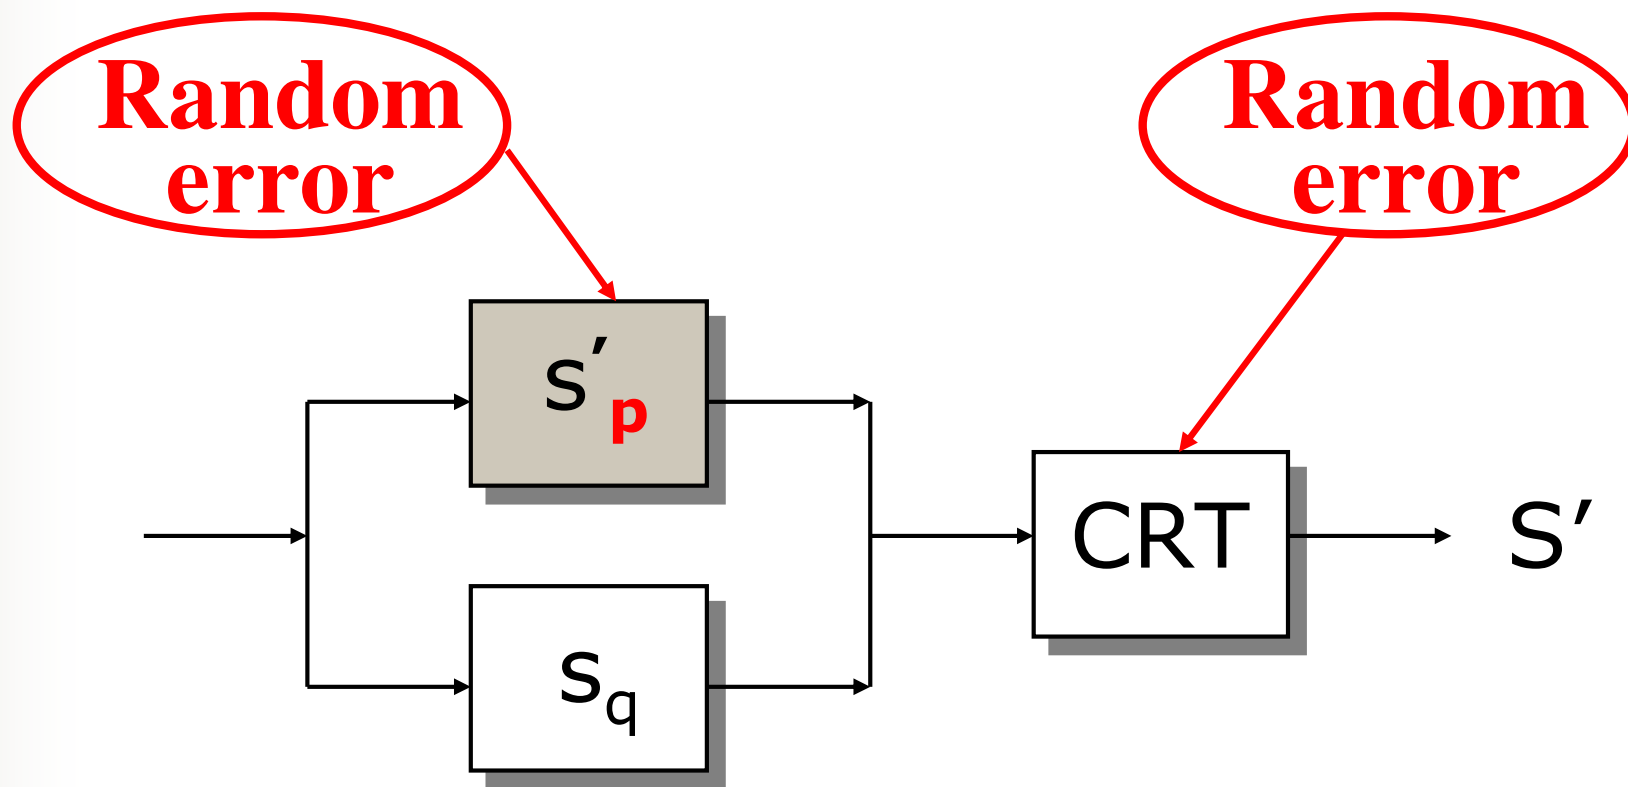 Random
error
Random
error
s′p
sq
CRT
S′